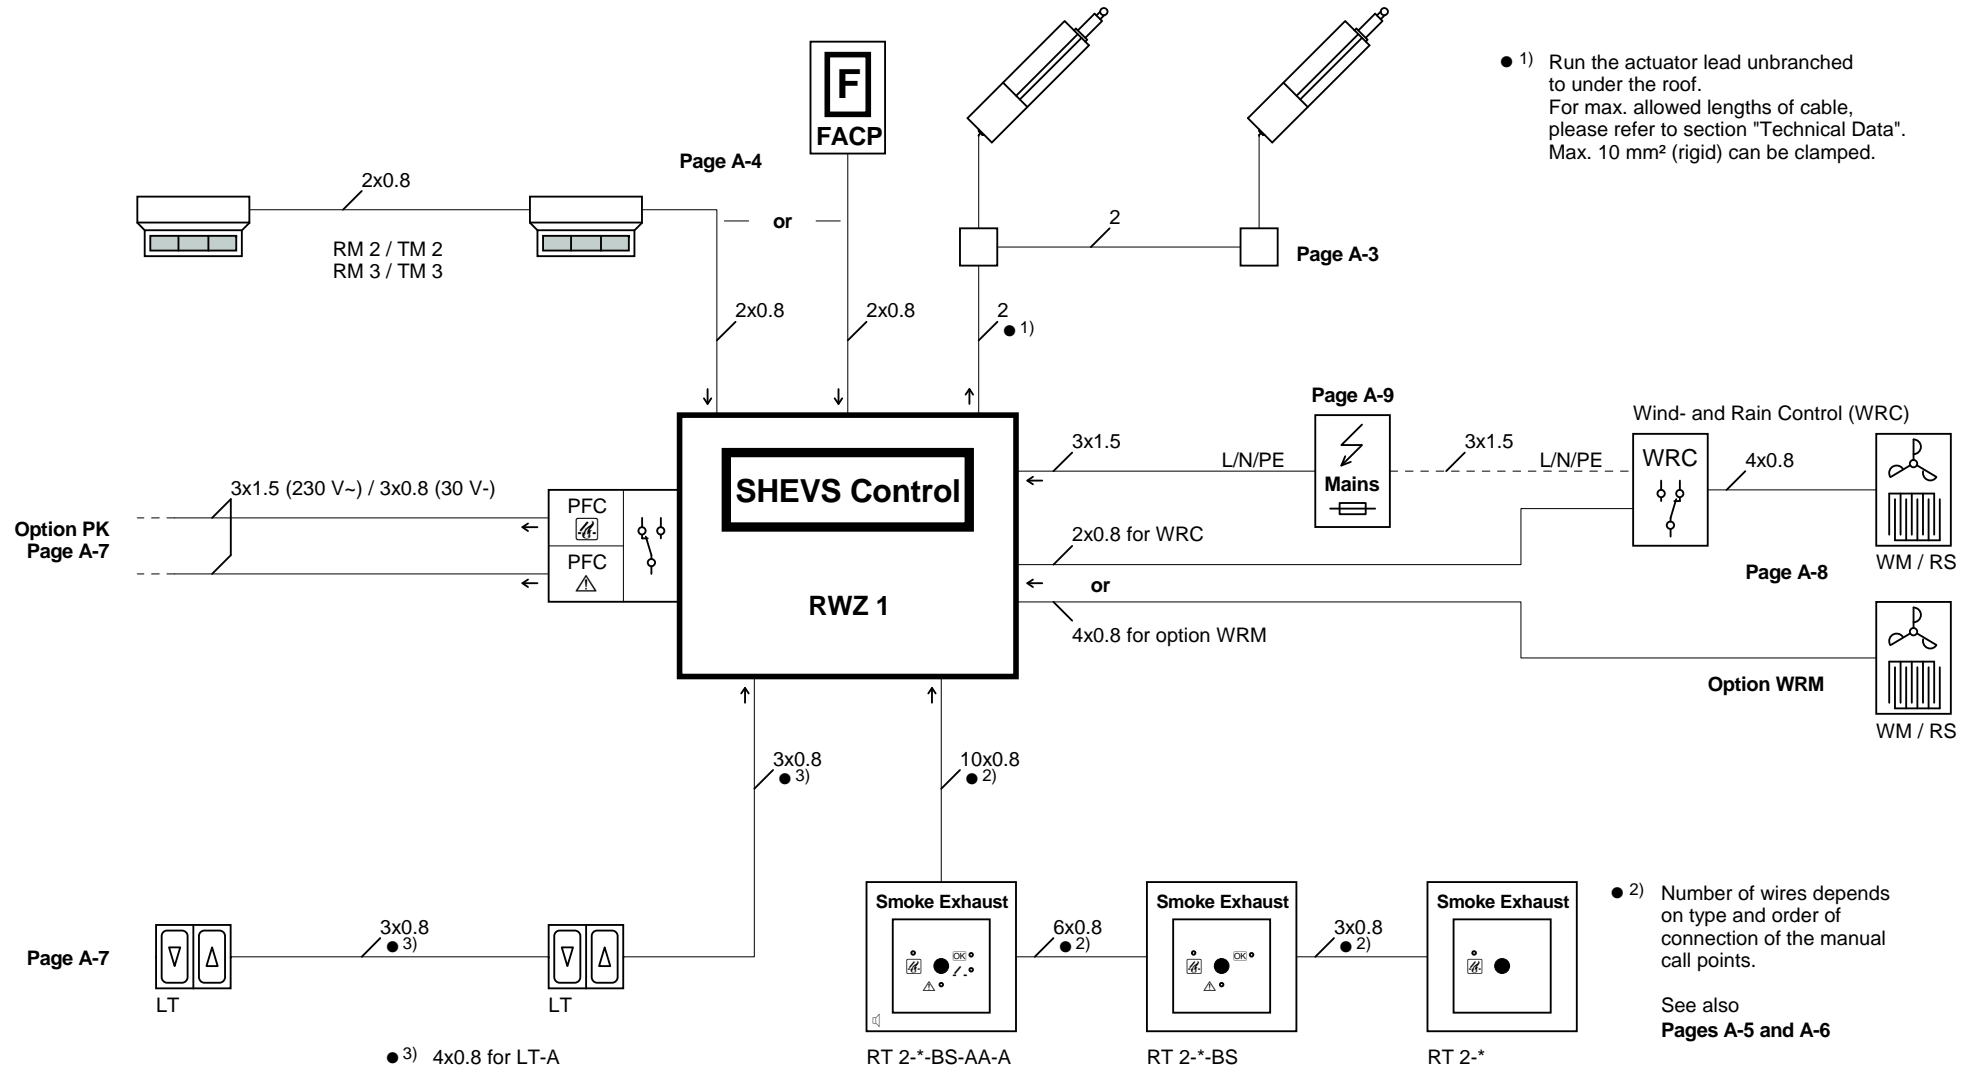 F
FACP
● 1) Run the actuator lead unbranched
to under the roof.
For max. allowed lengths of cable,
please refer to section "Technical Data".
Max. 10 mm² (rigid) can be clamped.
Page A-4
2x0.8
or
2
RM 2 / TM 2
RM 3 / TM 3
Page A-3
2x0.8
2x0.8
2
● 1)
Page A-9
Wind- and Rain Control (WRC)
3x1.5
L/N/PE
Mains
3x1.5
L/N/PE
WRC
4x0.8
WM / RS
SHEVS Control
RWZ 1
3x1.5 (230 V~) / 3x0.8 (30 V-)
Option PK
Page A-7
PFC
PFC
2x0.8 for WRC
or
Page A-8
4x0.8 for option WRM
Option WRM
WM / RS
3x0.8
● 3)
10x0.8
● 2)
Page A-7
LT
3x0.8
● 3)
LT
● 3) 4x0.8 for LT-A
Smoke Exhaust
OK
RT 2-*-BS-AA-A
6x0.8
● 2)
Smoke Exhaust
OK
RT 2-*-BS
3x0.8
● 2)
Smoke Exhaust
RT 2-*
● 2) Number of wires depends
on type and order of
connection of the manual
call points.
See also
Pages A-5 and A-6